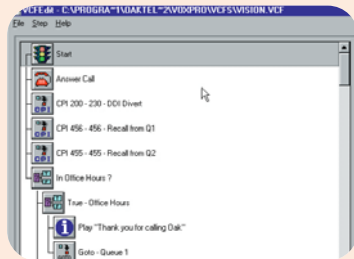 VCFEdit - C:\PROGRA~1\OAKTEL~2\VOXPRO\VCFS\VISION.VCF
File Step Help
Start
Answer Call
CPI 200 - 230 - DDI Divert
CPI 456 - 456 - Recall from Q1
CPI 455 - 455 - Recall from Q2
In Office Hours ?
True - Office Hours
Play "Thank you for calling Oak"
Goto - Queue 1